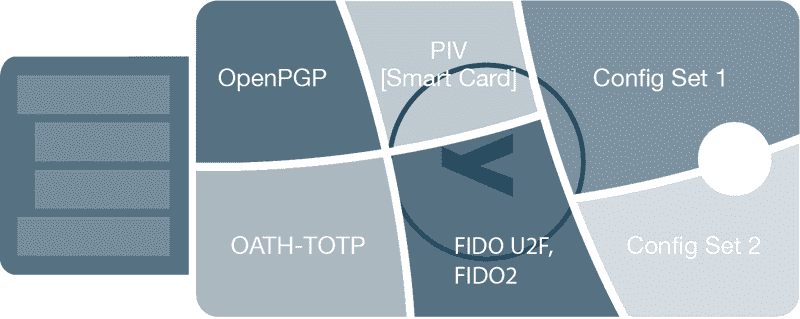 OpenPGP
PIV
[Smart Card]
Config Set 1
OATH-TOTP
FIDO U2F,
FIDO2
Config Set 2